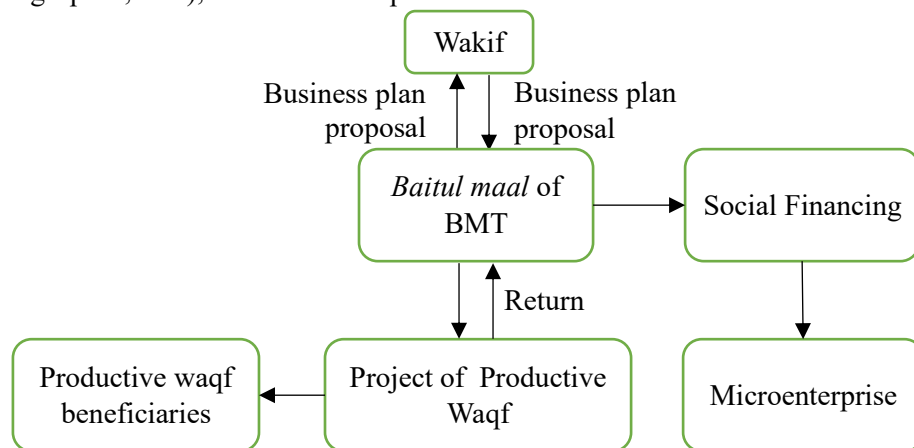 Wakif
Business plan
proposal
Business plan
proposal
Baitul maal of
BMT
Social Financing
Return
Productive waqf
beneficiaries
Project of Productive
Waqf
Microenterprise